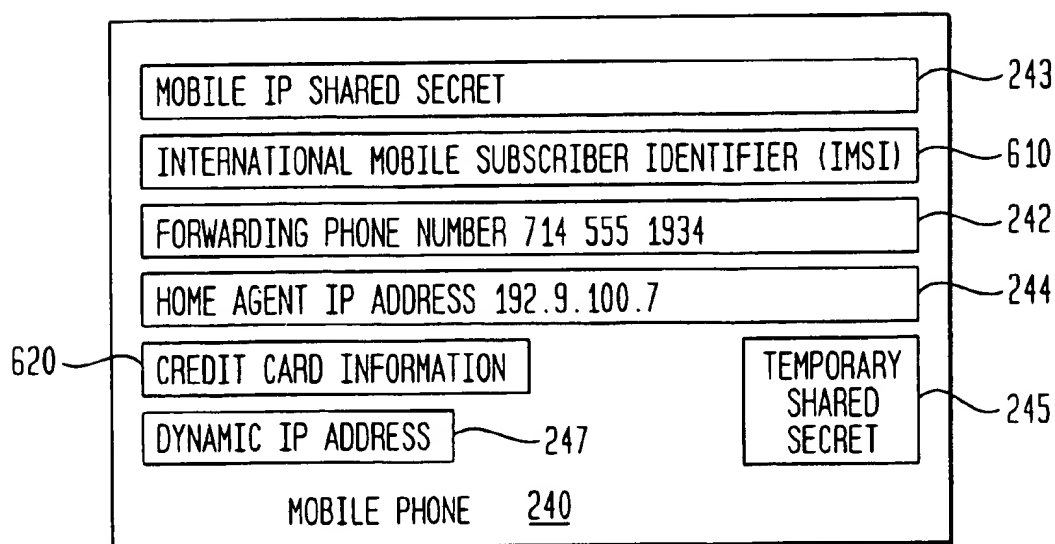 MOBILE IP SHARED SECRET
243
INTERNATIONAL MOBILE SUBSCRIBER IDENTIFIER (IMSI)
610
FORWARDING PHONE NUMBER 714 555 1934
242
HOME AGENT IP ADDRESS 192.9.100.7
244
620
CREDIT CARD INFORMATION
TEMPORARY
SHARED
SECRET
245
DYNAMIC IP ADDRESS
247
MOBILE PHONE 240